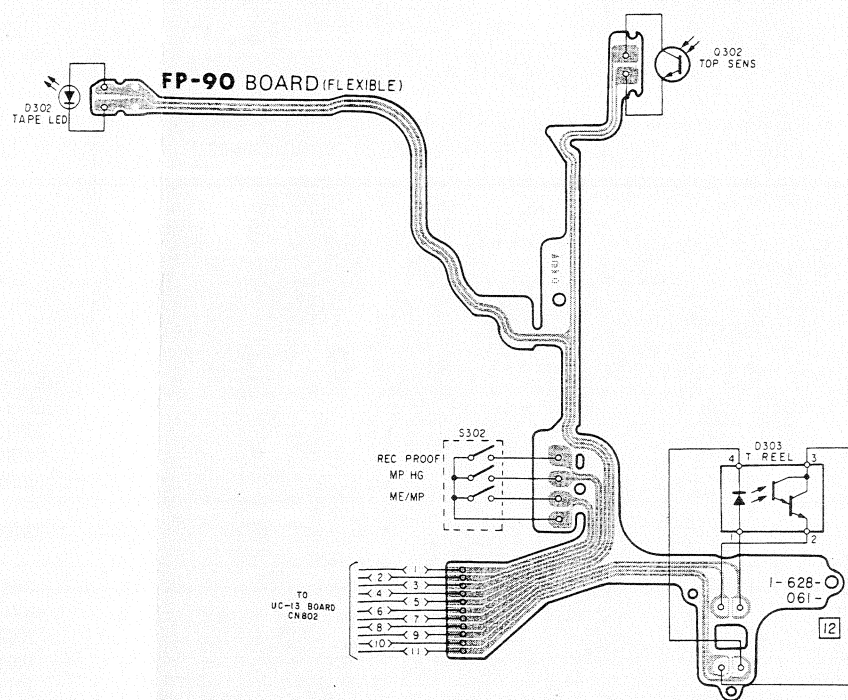 FP-90 BOARD (FLEXIBLE)
Q302
TOP SENS
D302
TAPE LED
S302
REC PROOF
MP HG
ME/MP
D303
T REEL
4
3
1
2
TO
UC-13 BOARD
CN802
1
2
3
4
5
6
7
8
9
10
11
1-628-
061-
12